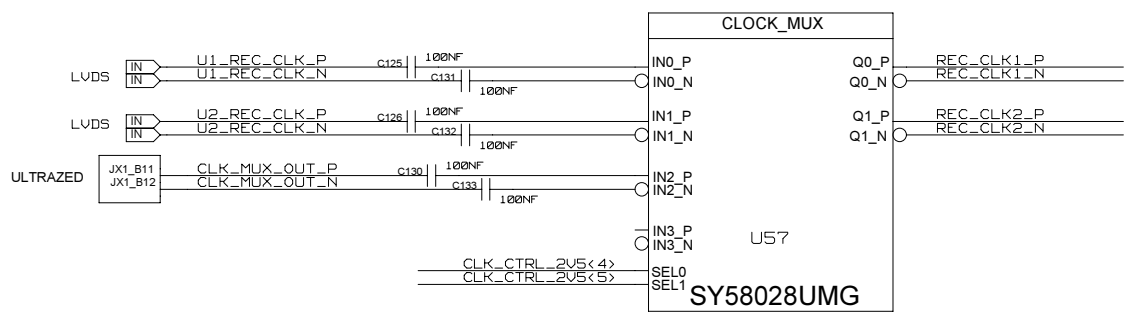 CLOCK_MUX
LVDS IN U1_REC_CLK_P C125 100NF IN0_P Q0_P REC_CLK1_P
IN U1_REC_CLK_N C131 100NF IN0_N Q0_N REC_CLK1_N
LVDS IN U2_REC_CLK_P C126 100NF IN1_P Q1_P REC_CLK2_P
IN U2_REC_CLK_N C132 100NF IN1_N Q1_N REC_CLK2_N
ULTRAZED JX1_B11 CLK_MUX_OUT_P C130 100NF IN2_P
JX1_B12 CLK_MUX_OUT_N C133 100NF IN2_N
IN3_P
IN3_N U57
CLK_CTRL_2V5<4> SEL0
CLK_CTRL_2V5<5> SEL1
SY58028UMG